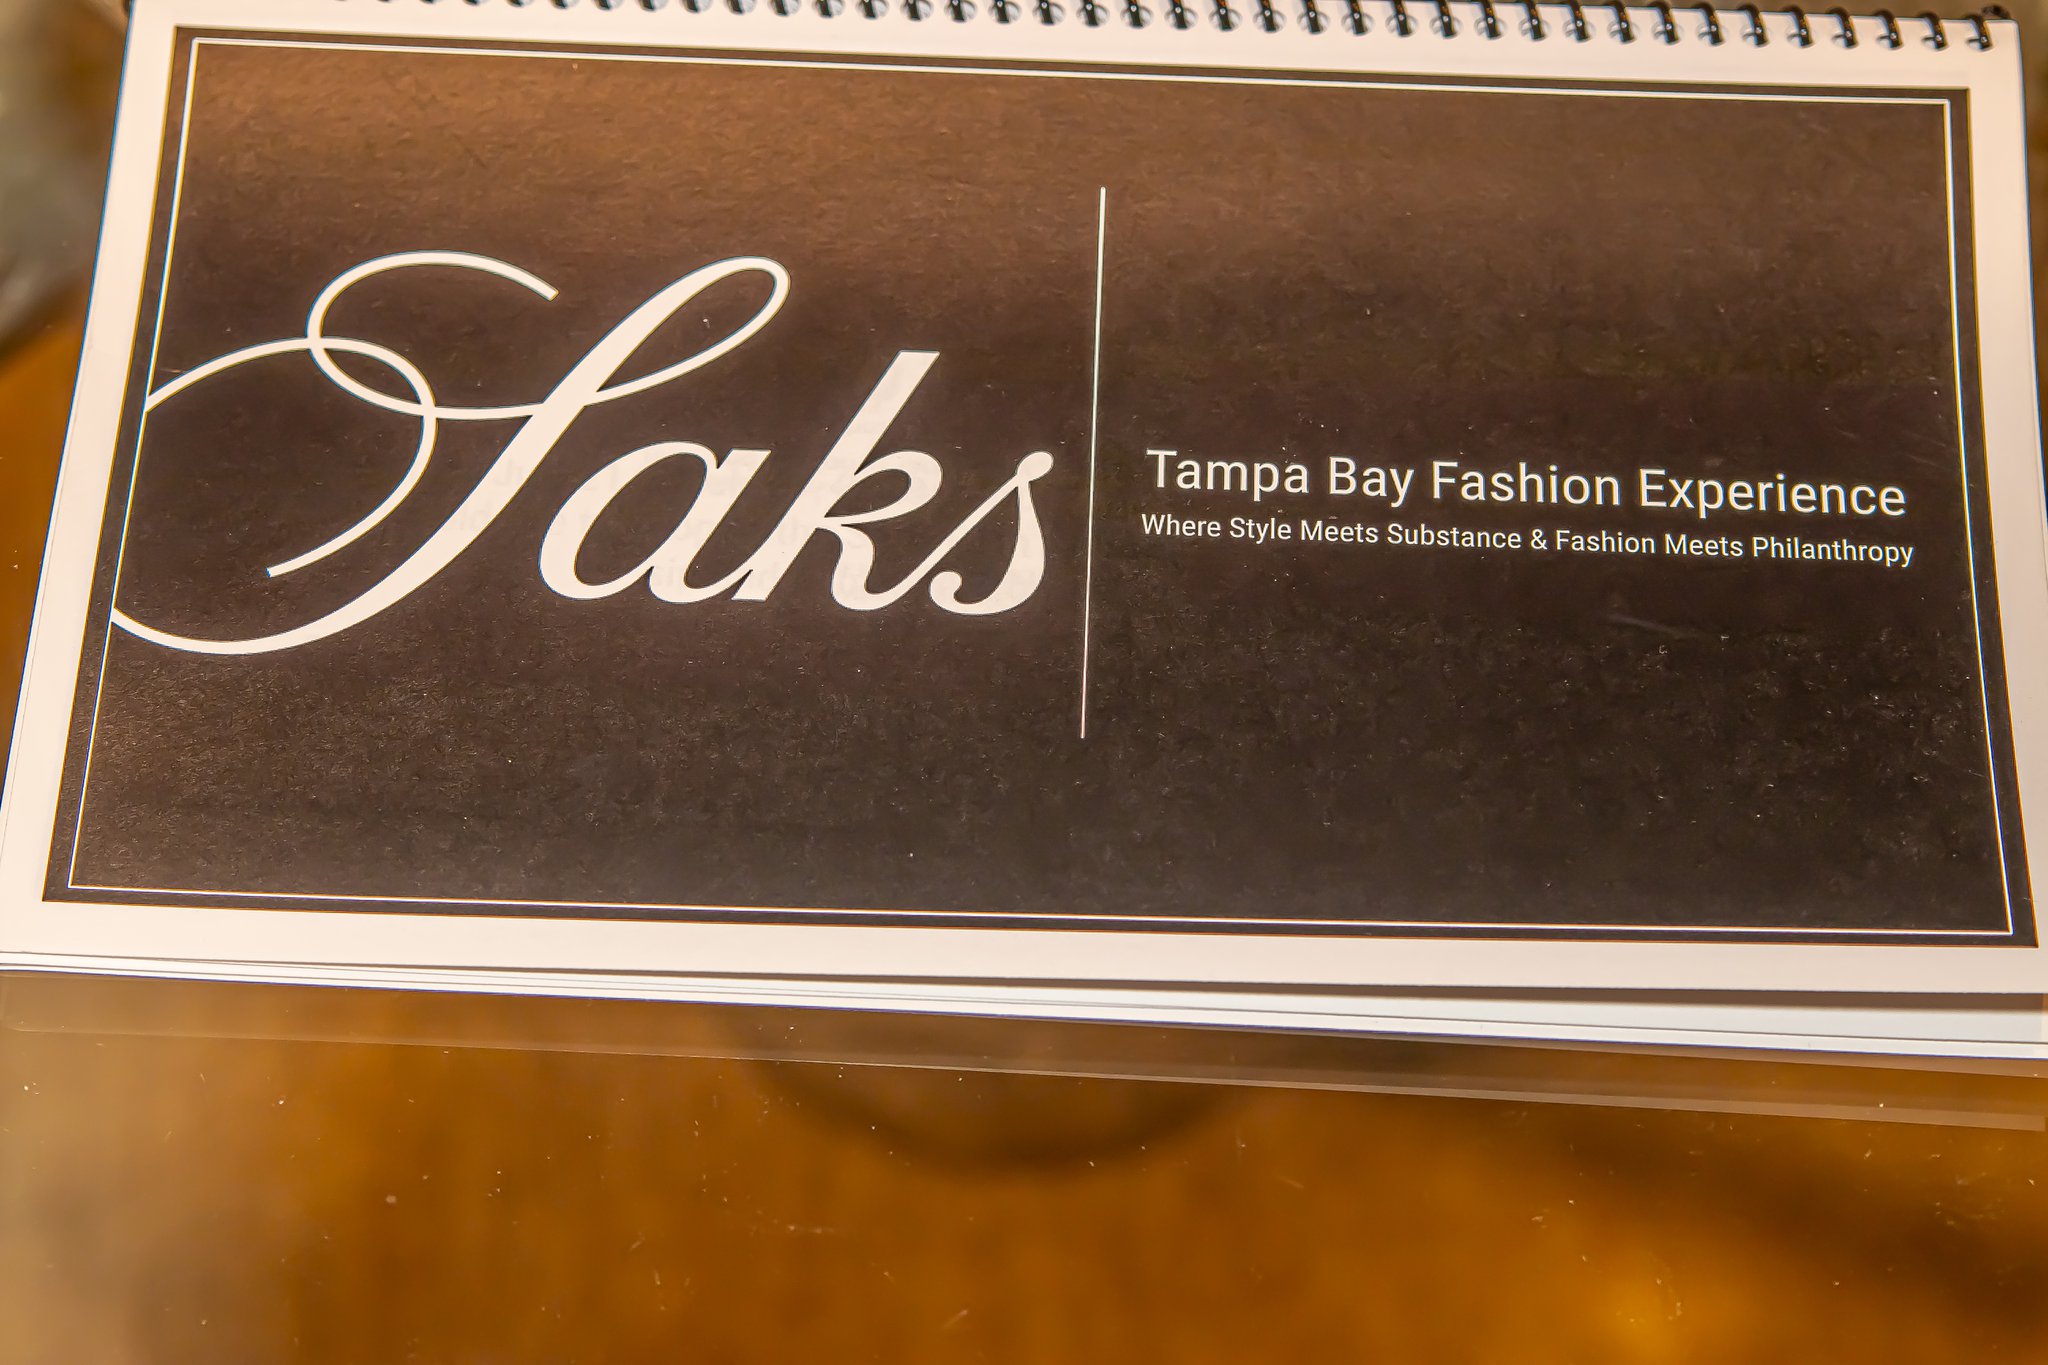 Saks
Tampa Bay Fashion Experience
Where Style Meets Substance & Fashion Meets Philanthropy